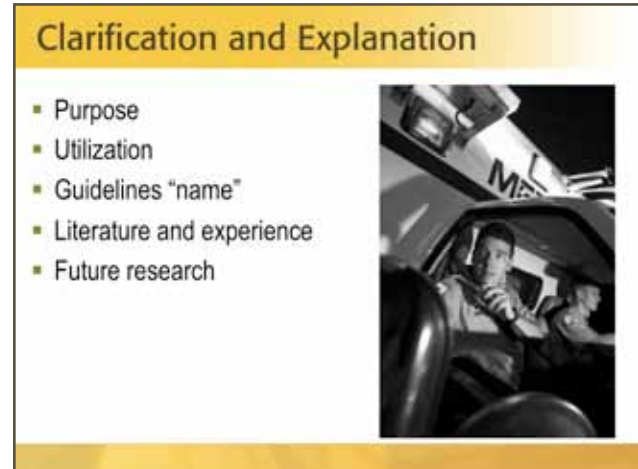 Clarification and Explanation
▪ Purpose
▪ Utilization
▪ Guidelines “name”
▪ Literature and experience
▪ Future research